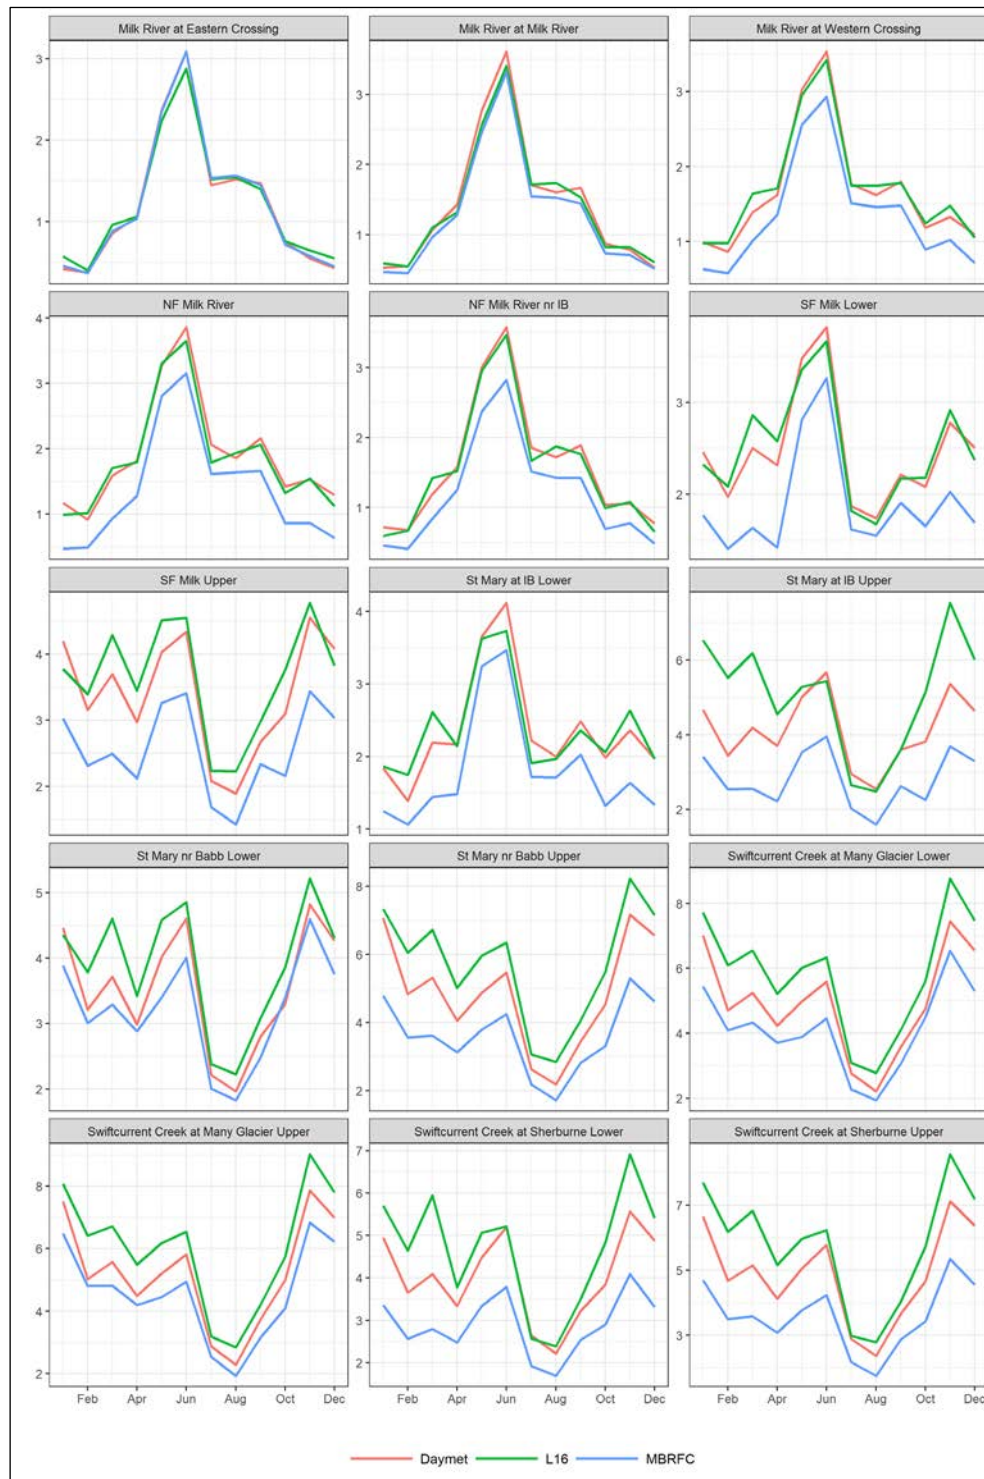 Milk River at Eastern Crossing Milk River at Milk River Milk River at Western Crossing
3 3 3
2 2 2
1 1 1
NF Milk River NF Milk River nr IB SF Milk Lower
4 3 3
3 2 2
2 1
1
SF Milk Upper St Mary at IB Lower St Mary at IB Upper
4 4 6
3 3 4
2 2 2
1
St Mary nr Babb Lower St Mary nr Babb Upper Swiftcurrent Creek at Many Glacier Lower
5 8 8
4 6 6
3 4 4
2 2 2
Swiftcurrent Creek at Many Glacier Upper Swiftcurrent Creek at Sherburne Lower Swiftcurrent Creek at Sherburne Upper
8 7 7
6 6 5
4 5 3
2 4
3
2
Feb Apr Jun Aug Oct Dec Feb Apr Jun Aug Oct Dec Feb Apr Jun Aug Oct Dec
Daymet L16 MBRFC